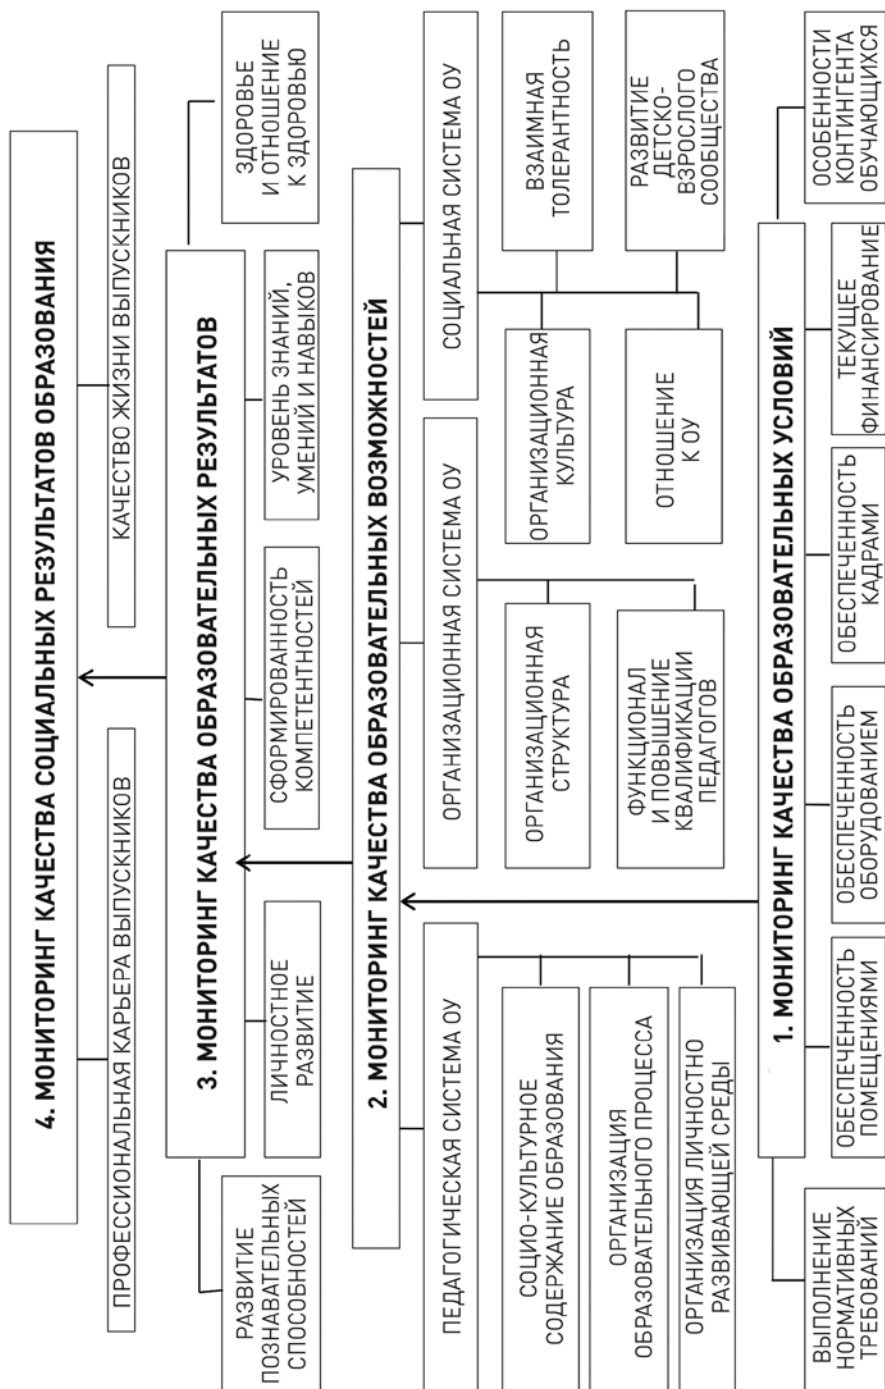 4. МОНИТОРИНГ КАЧЕСТВА СОЦИАЛЬНЫХ РЕЗУЛЬТАТОВ ОБРАЗОВАНИЯ
ПРОФЕССИОНАЛЬНАЯ КАРЬЕРА ВЫПУСКНИКОВ
КАЧЕСТВО ЖИЗНИ ВЫПУСКНИКОВ
3. МОНИТОРИНГ КАЧЕСТВА ОБРАЗОВАТЕЛЬНЫХ РЕЗУЛЬТАТОВ
РАЗВИТИЕ
ПОЗНАВАТЕЛЬНЫХ
СПОСОБНОСТЕЙ
ЛИЧНОСТНОЕ
РАЗВИТИЕ
СФОРМИРОВАННОСТЬ
КОМПЕТЕНТНОСТЕЙ
УРОВЕНЬ ЗНАНИЙ,
УМЕНИЙ И НАВЫКОВ
ЗДОРОВЬЕ
И ОТНОШЕНИЕ
К ЗДОРОВЬЮ
2. МОНИТОРИНГ КАЧЕСТВА ОБРАЗОВАТЕЛЬНЫХ ВОЗМОЖНОСТЕЙ
ПЕДАГОГИЧЕСКАЯ СИСТЕМА ОУ
СОЦИО-КУЛЬТУРНОЕ
СОДЕРЖАНИЕ ОБРАЗОВАНИЯ
ОРГАНИЗАЦИЯ
ОБРАЗОВАТЕЛЬНОГО ПРОЦЕССА
ОРГАНИЗАЦИЯ ЛИЧНОСТНО
РАЗВИВАЮЩЕЙ СРЕДЫ
ОРГАНИЗАЦИОННАЯ СИСТЕМА ОУ
ОРГАНИЗАЦИОННАЯ
СТРУКТУРА
ФУНКЦИОНАЛ
И ПОВЫШЕНИЕ
КВАЛИФИКАЦИИ
ПЕДАГОГОВ
СОЦИАЛЬНАЯ СИСТЕМА ОУ
ОРГАНИЗАЦИОННАЯ
КУЛЬТУРА
ВЗАИМНАЯ
ТОЛЕРАНТНОСТЬ
ОТНОШЕНИЕ
К ОУ
РАЗВИТИЕ
ДЕТСКО-
ВЗРОСЛОГО
СООБЩЕСТВА
1. МОНИТОРИНГ КАЧЕСТВА ОБРАЗОВАТЕЛЬНЫХ УСЛОВИЙ
ВЫПОЛНЕНИЕ
НОРМАТИВНЫХ
ТРЕБОВАНИЙ
ОБЕСПЕЧЕННОСТЬ
ПОМЕЩЕНИЯМИ
ОБЕСПЕЧЕННОСТЬ
ОБОРУДОВАНИЕМ
ОБЕСПЕЧЕННОСТЬ
КАДРАМИ
ТЕКУЩЕЕ
ФИНАНСИРОВАНИЕ
ОСОБЕННОСТИ
КОНТИНГЕНТА
ОБУЧАЮЩИХСЯ